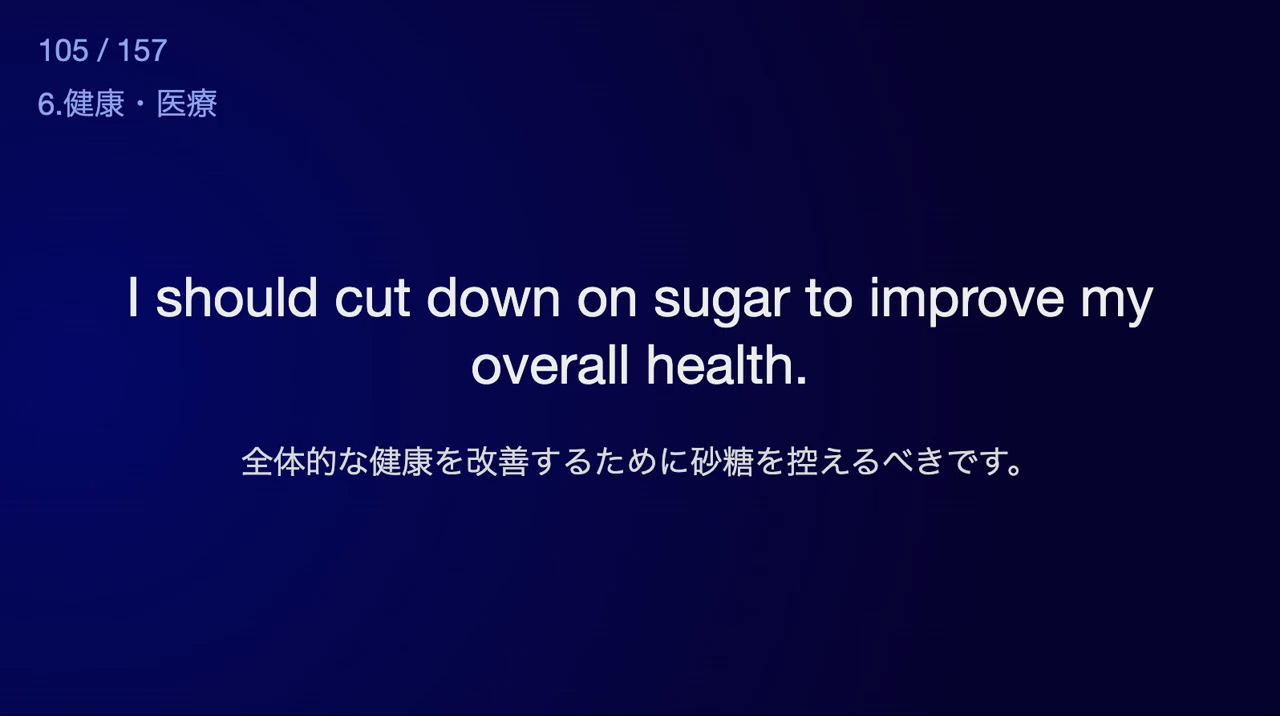 105 / 157
6.健康・医療
I should cut down on sugar to improve my
overall health.
全体的な健康を改善するために砂糖を控えるべきです。